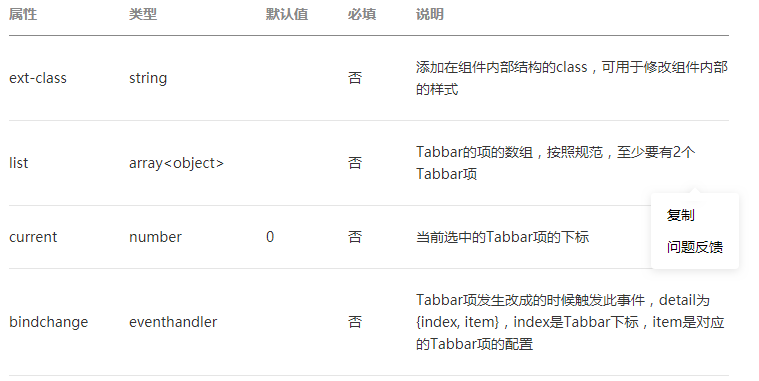 属性 类型 默认值 必填 说明
ext-class string 否 添加在组件内部结构的class，可用于修改组件内部
的样式
list array<object> 否 Tabbar的项的数组，按照规范，至少要有2个
Tabbar项
复制
current number 0 否 当前选中的Tabbar项的下标
问题反馈
bindchange eventhandler 否 Tabbar项发生改成的时候触发此事件，detail为
{index, item}，index是Tabbar下标，item是对应
的Tabbar项的配置